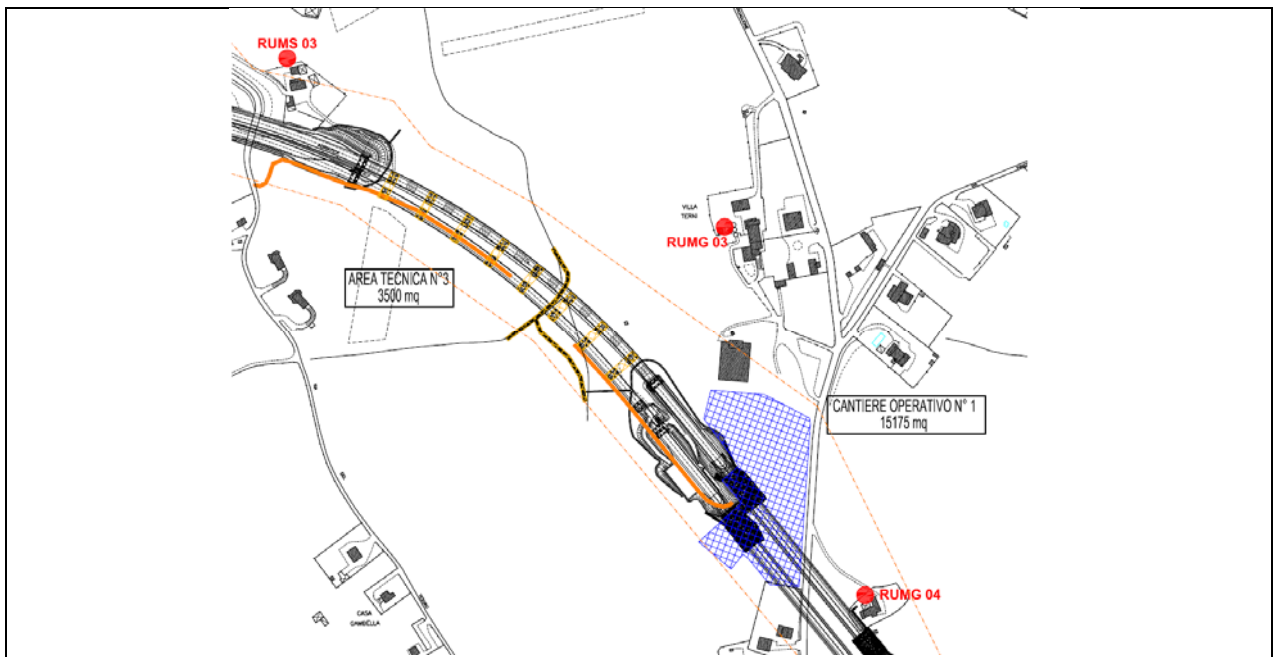 RUMS 03
VILLA
TERNI
RUMG 03
AREA TECNICA N°3
3500 mq
CANTIERE OPERATIVO N° 1
15175 mq
RUMG 04
CASA
GAMBELLA